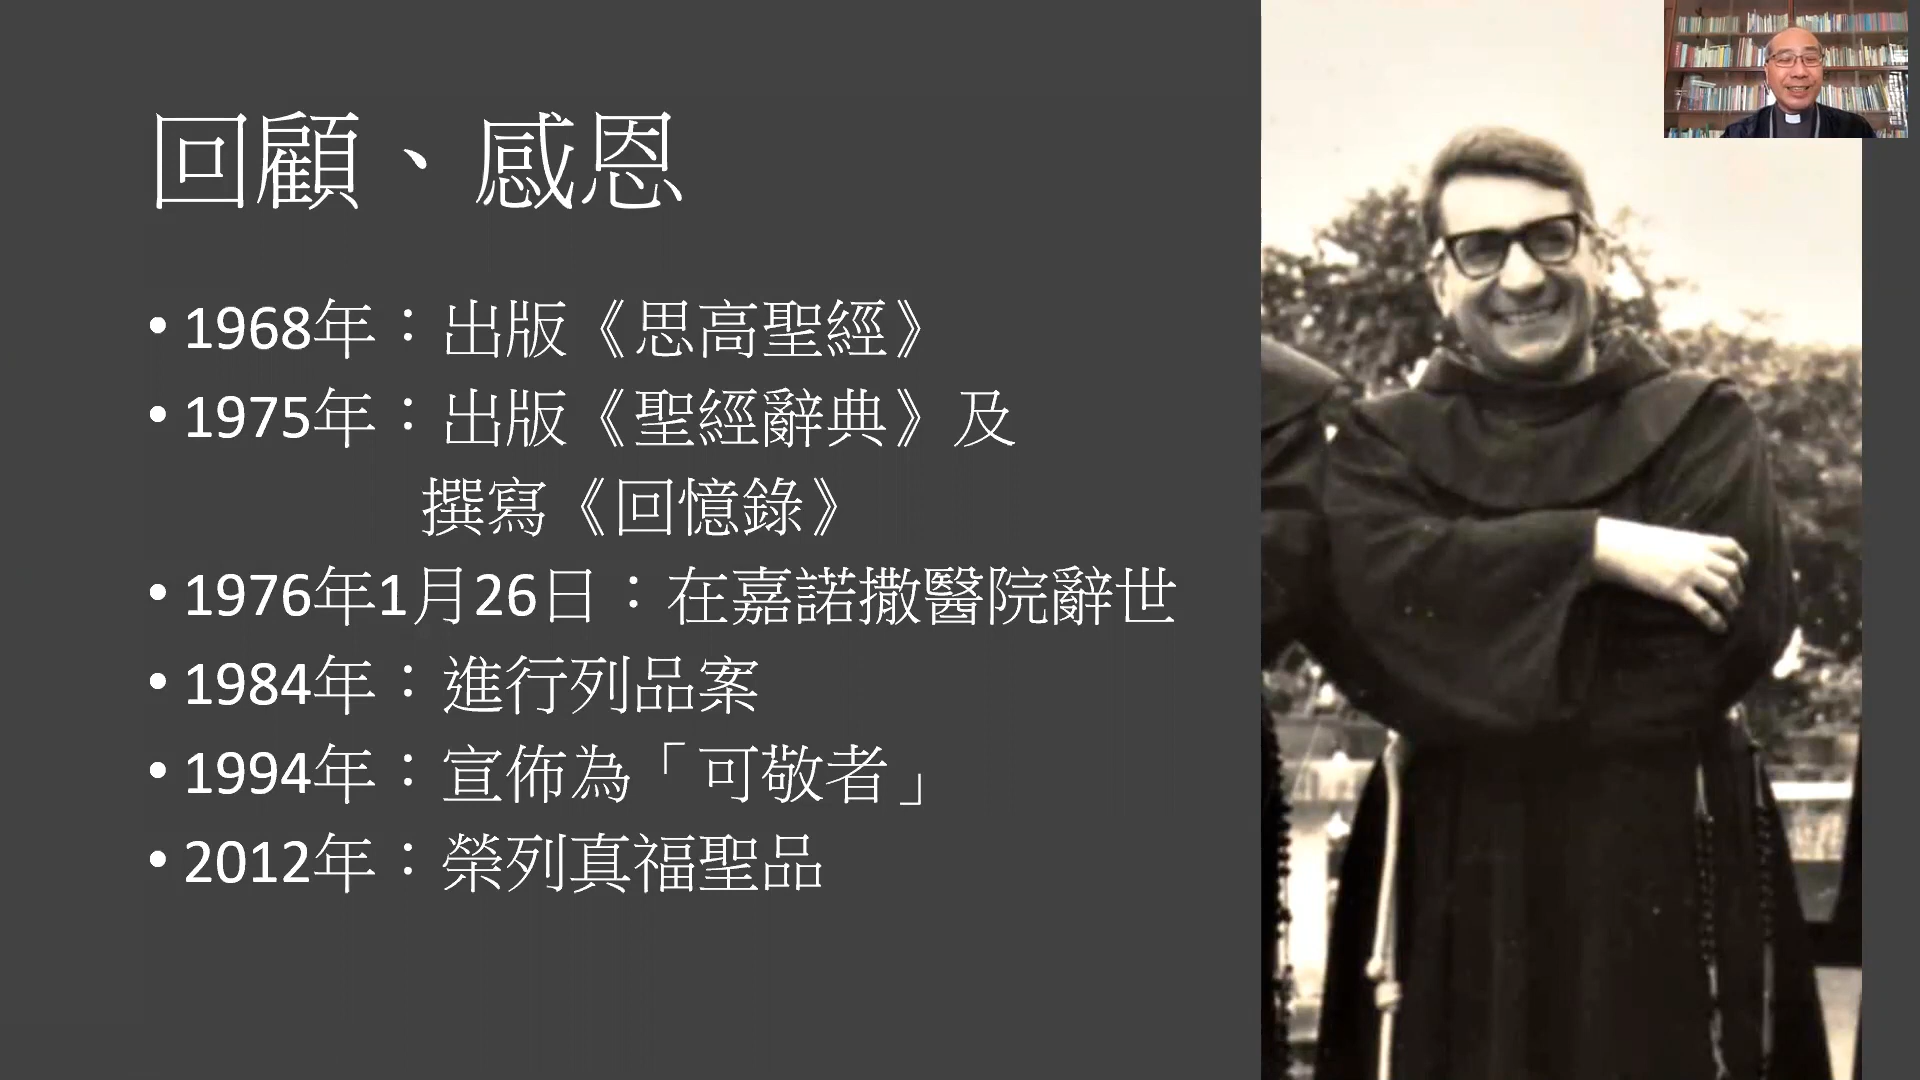 回顧、感恩
• 1968年：出版《思高聖經》
• 1975年：出版《聖經辭典》及
撰寫《回憶錄》
• 1976年1月26日：在嘉諾撒醫院辭世
• 1984年：進行列品案
• 1994年：宣佈為「可敬者」
• 2012年：榮列真福聖品